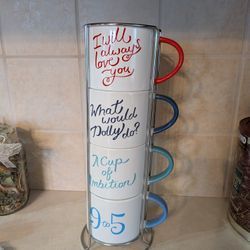 I will
always
love
you
What
would
Dolly
do?
A Cup
of
Ambition
9 to 5